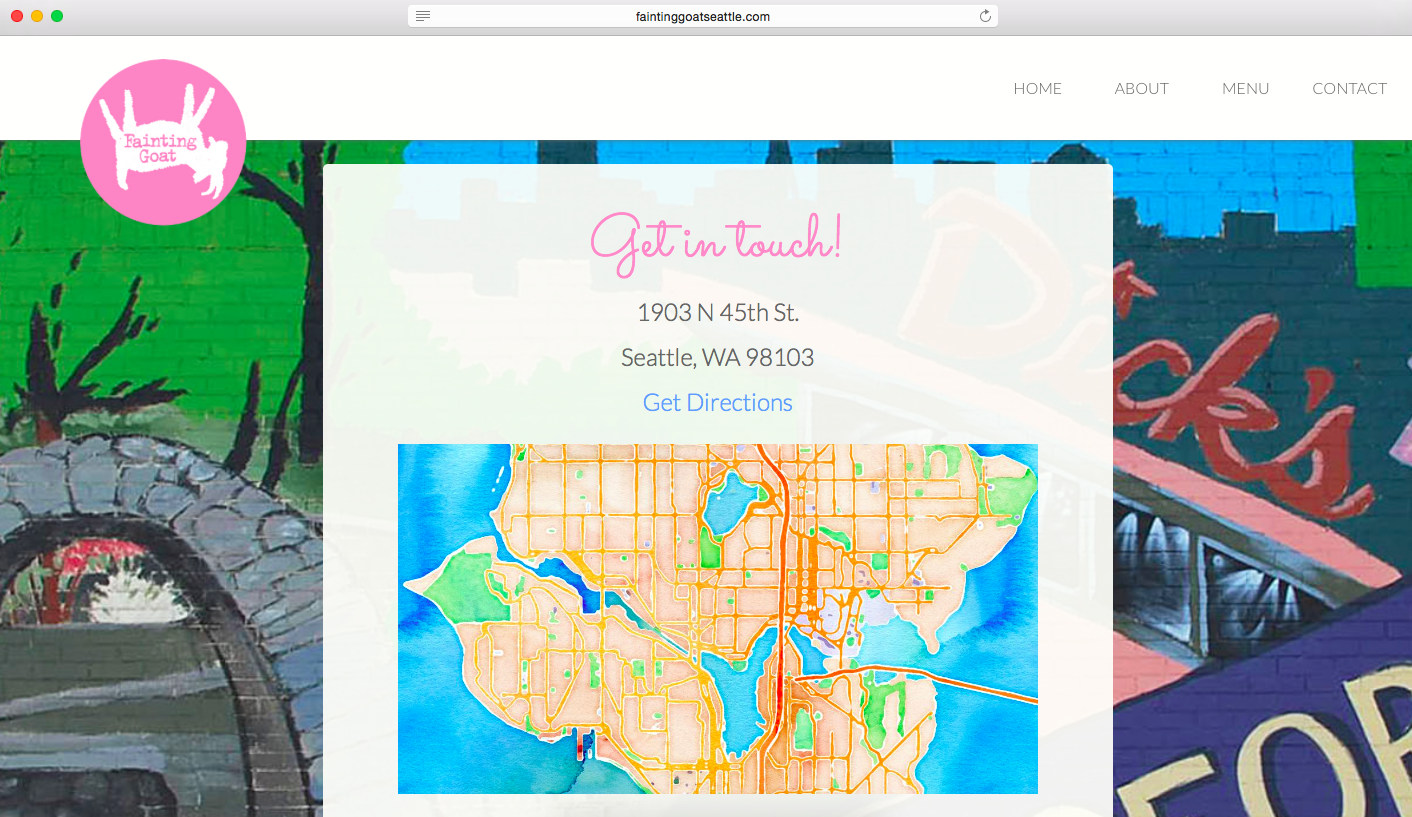 faintinggoatseattle.com
HOME ABOUT MENU CONTACT
Fainting
Goat
Get in touch!
1903 N 45th St.
Seattle, WA 98103
Get Directions
Dick's
FOR